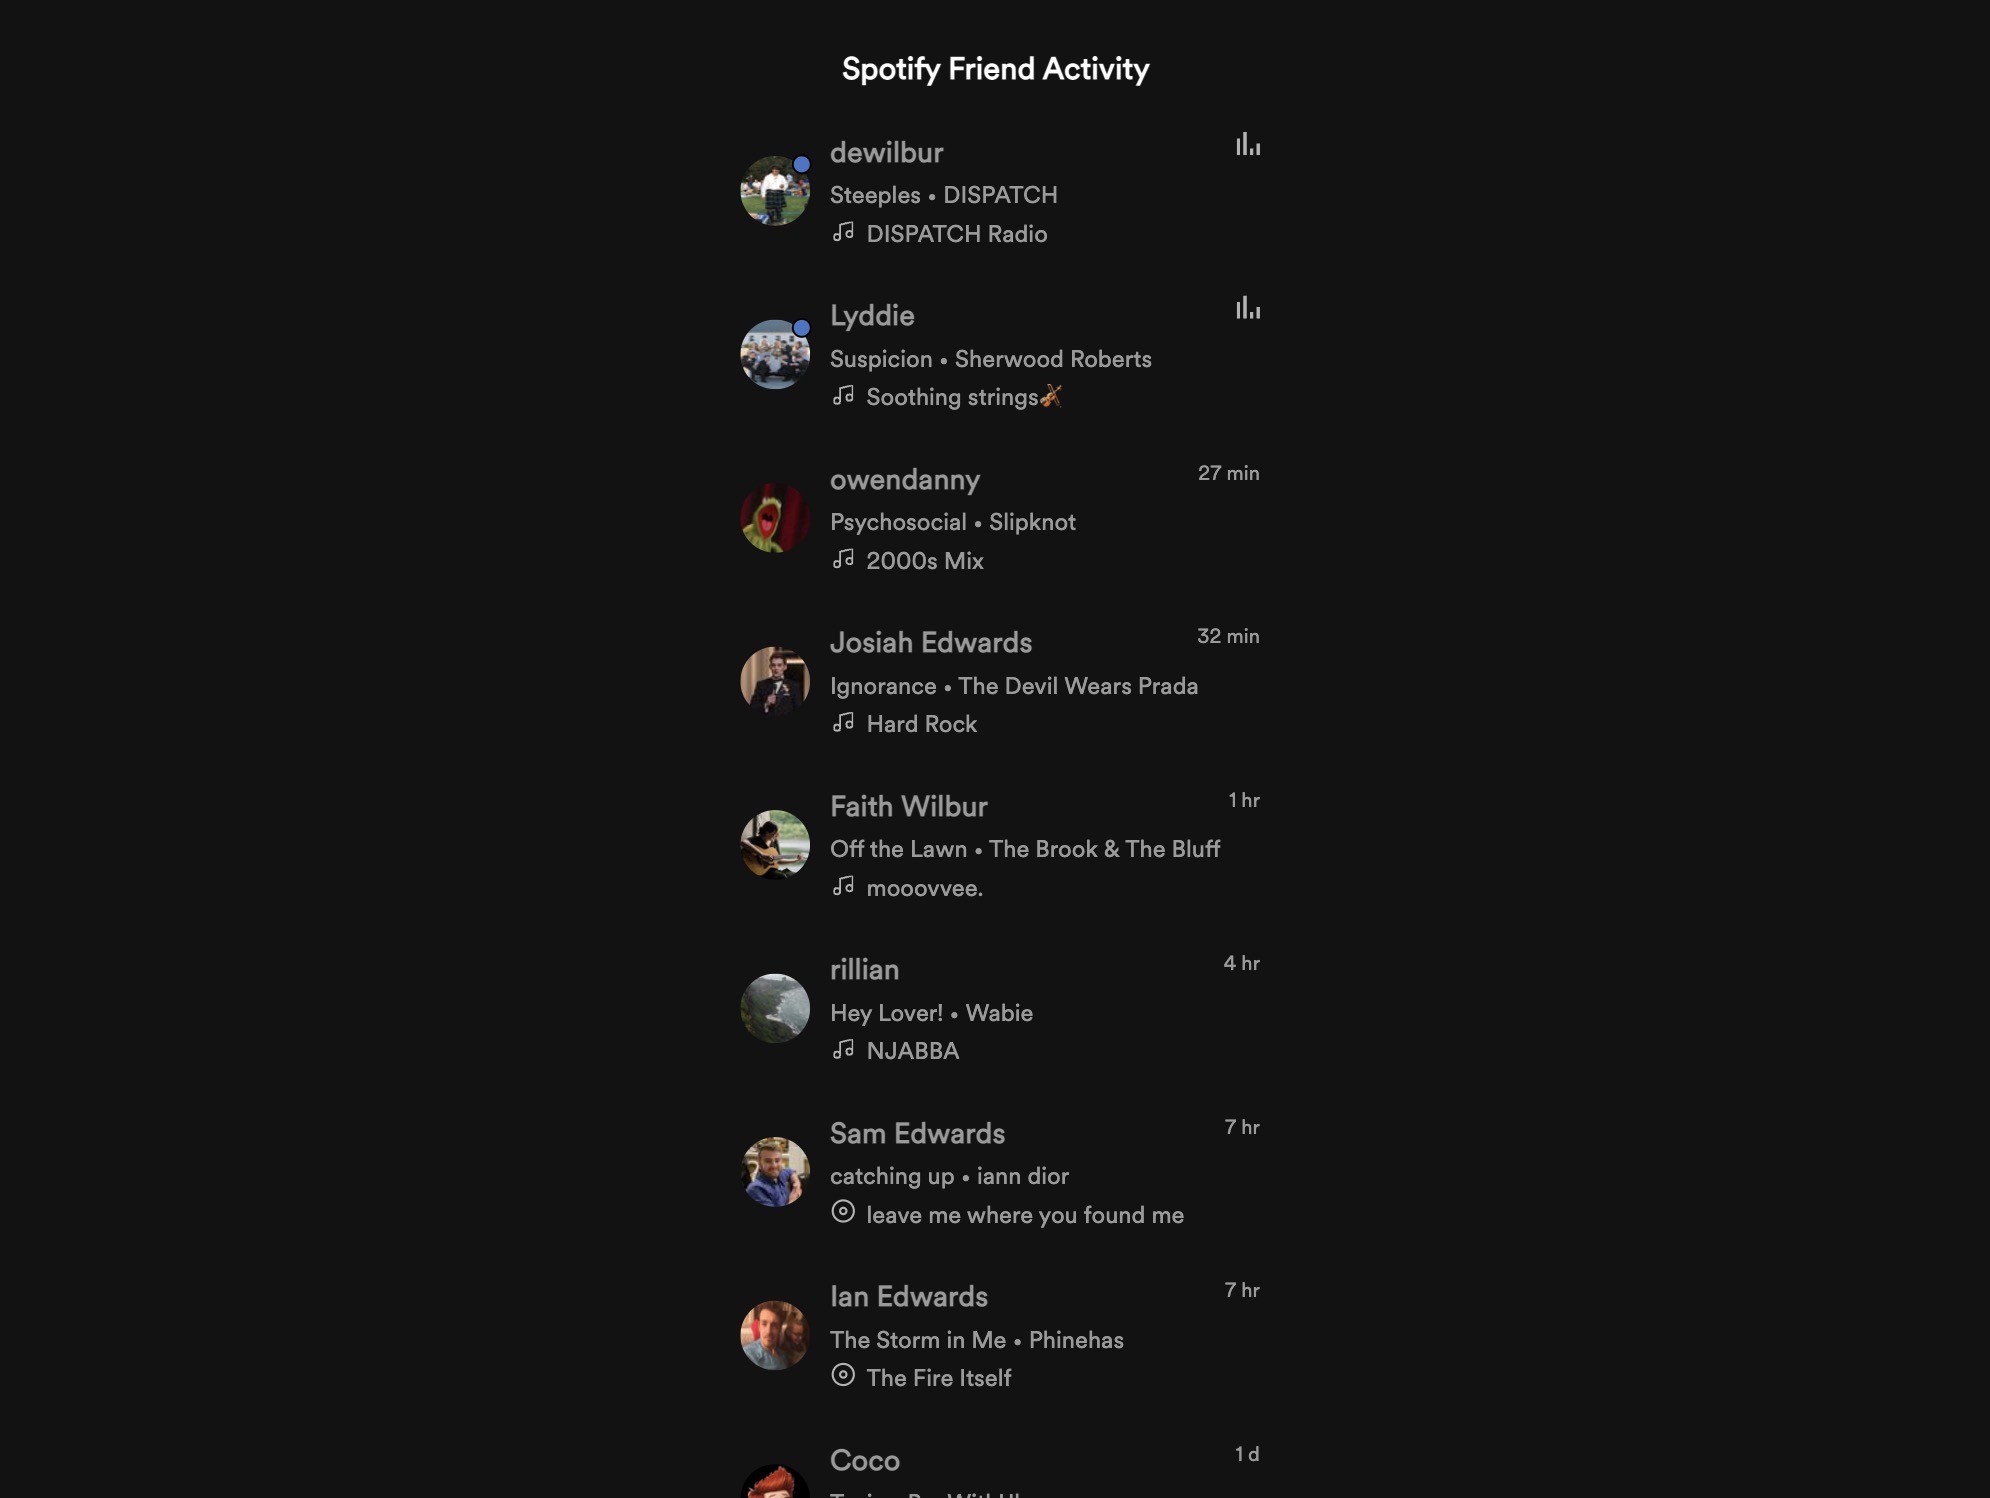 Spotify Friend Activity
dewilbur
Steeples • DISPATCH
DISPATCH Radio
Lyddie
Suspicion • Sherwood Roberts
Soothing strings🎻
owendanny
27 min
Psychosocial • Slipknot
2000s Mix
Josiah Edwards
32 min
Ignorance • The Devil Wears Prada
Hard Rock
Faith Wilbur
1 hr
Off the Lawn • The Brook & The Bluff
mooovvee.
rillian
4 hr
Hey Lover! • Wabie
NJABBA
Sam Edwards
7 hr
catching up • iann dior
leave me where you found me
Ian Edwards
7 hr
The Storm in Me • Phinehas
The Fire Itself
Coco
1 d